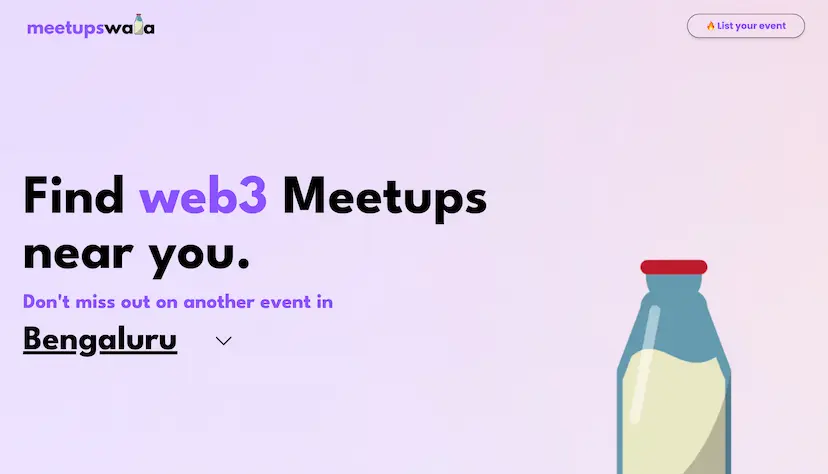 meetupswala
🔥List your event
Find web3 Meetups
near you.
Don't miss out on another event in
Bengaluru